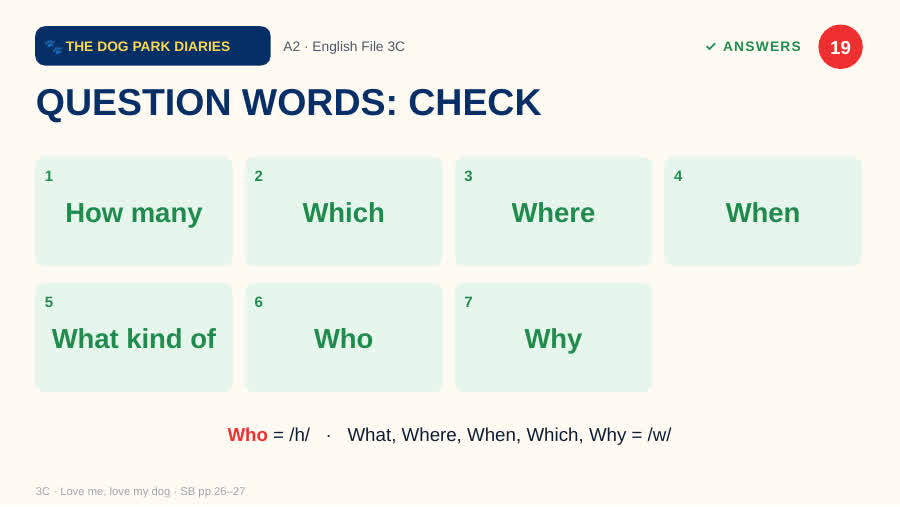 🐾 THE DOG PARK DIARIES
A2 · English File 3C
✓ ANSWERS
19
QUESTION WORDS: CHECK
1
How many
2
Which
3
Where
4
When
5
What kind of
6
Who
7
Why
Who = /h/ · What, Where, When, Which, Why = /w/
3C · Love me, love my dog · SB pp.26–27